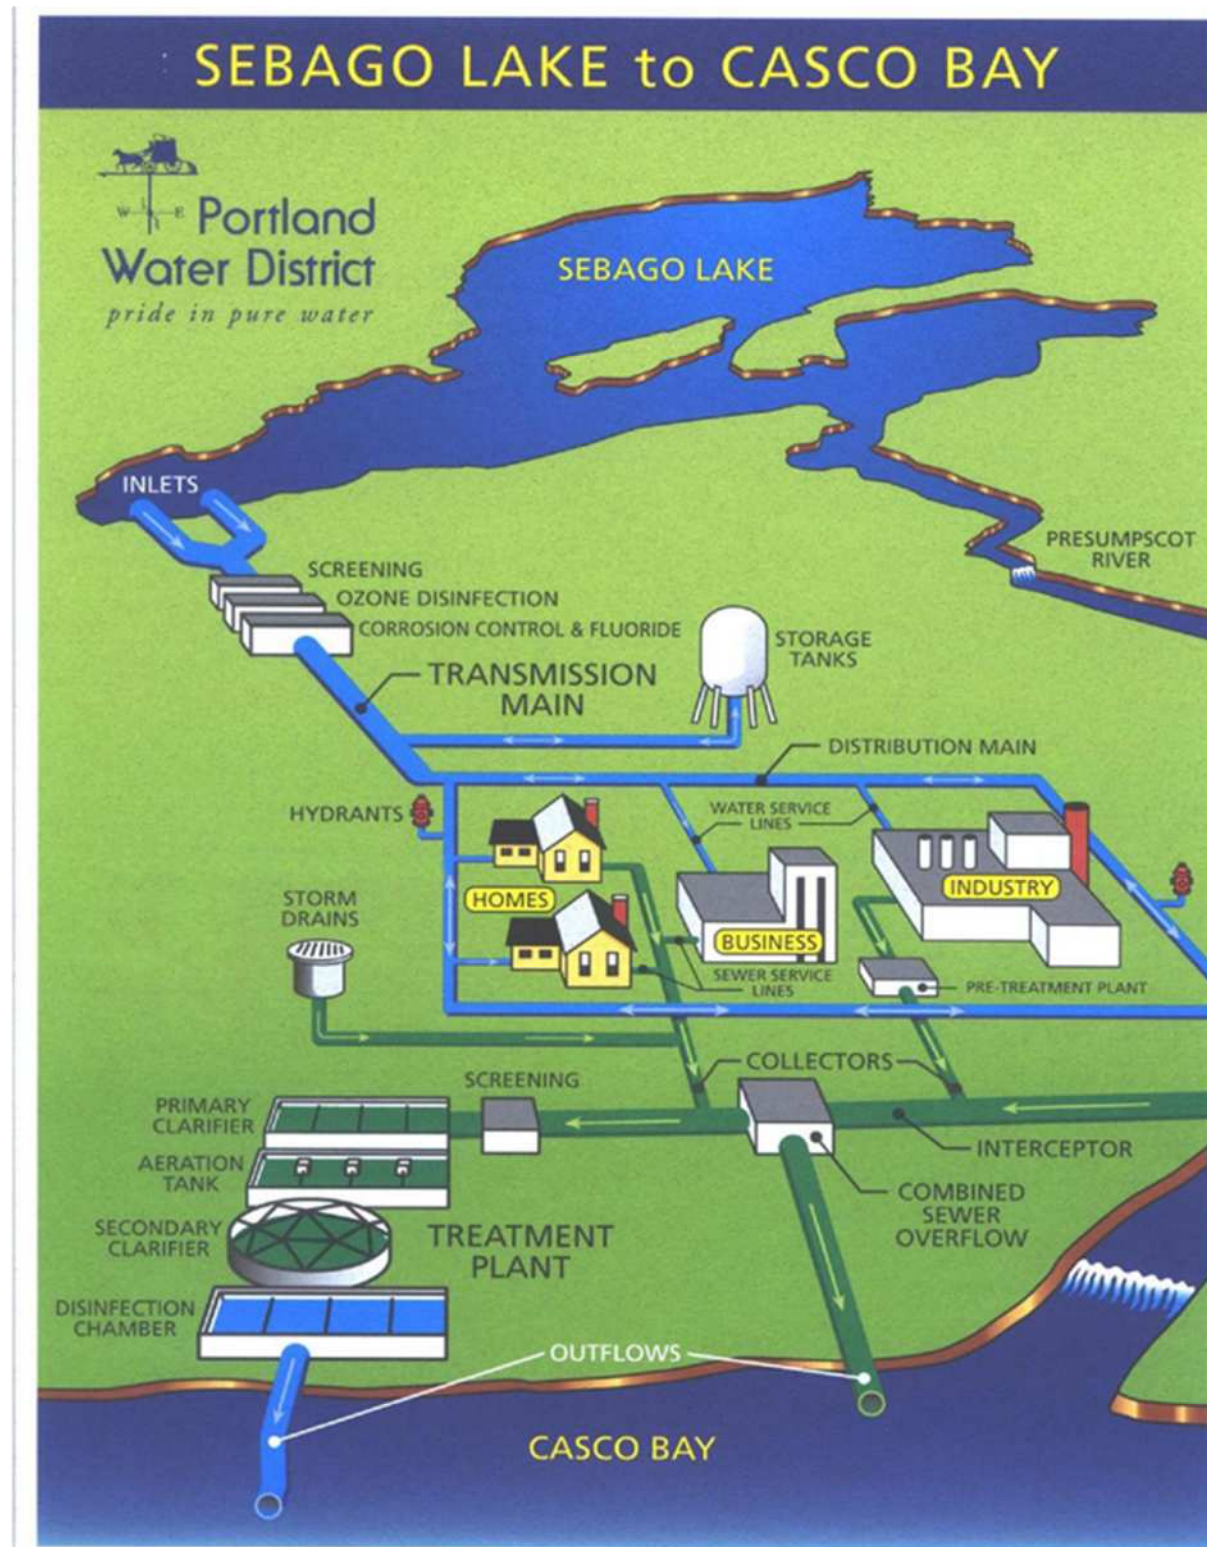 SEBAGO LAKE to CASCO BAY
W E
Portland
Water District
pride in pure water
SEBAGO LAKE
INLETS
PRESUMPSCOT
RIVER
SCREENING
OZONE DISINFECTION
CORROSION CONTROL & FLUORIDE
STORAGE
TANKS
TRANSMISSION
MAIN
DISTRIBUTION MAIN
HYDRANTS
WATER SERVICE
LINES
HOMES
INDUSTRY
STORM
DRAINS
BUSINESS
SEWER SERVICE
LINES
PRE-TREATMENT PLANT
COLLECTORS
SCREENING
PRIMARY
CLARIFIER
INTERCEPTOR
AERATION
TANK
COMBINED
SEWER
OVERFLOW
SECONDARY
CLARIFIER
TREATMENT
PLANT
DISINFECTION
CHAMBER
OUTFLOWS
CASCO BAY